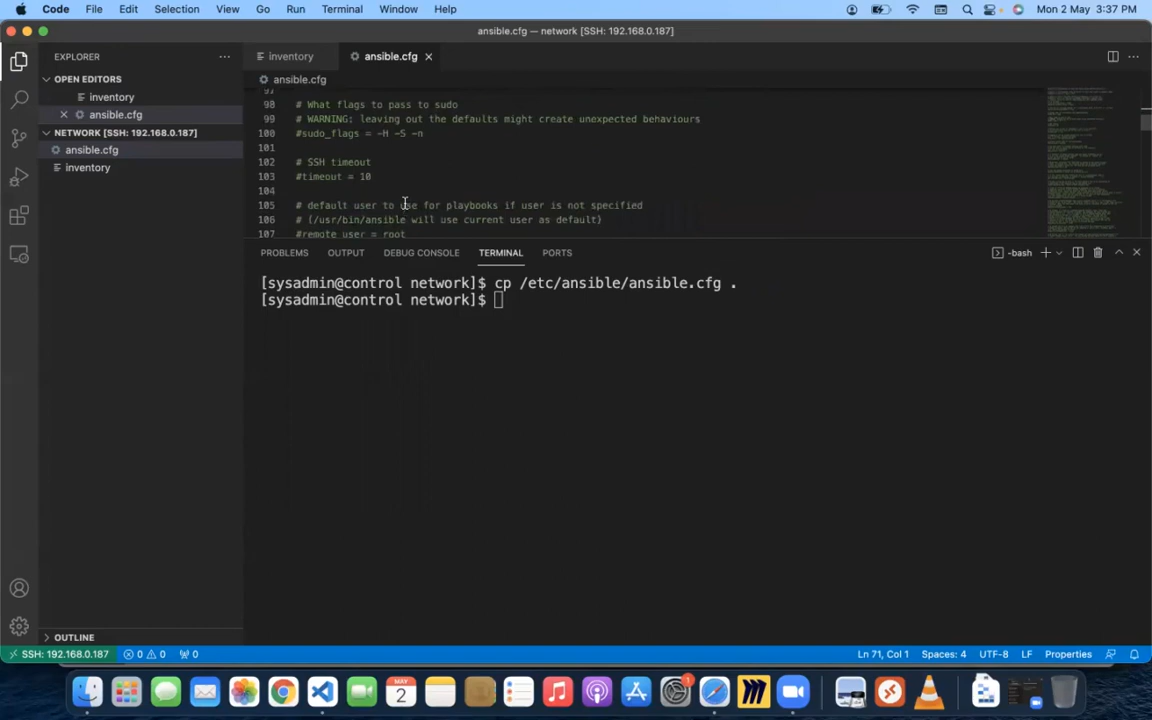 Code File Edit Selection View Go Run Terminal Window Help Mon 2 May 3:37 PM
ansible.cfg — network [SSH: 192.168.0.187]
EXPLORER
inventory
ansible.cfg
OPEN EDITORS
inventory
ansible.cfg
NETWORK [SSH: 192.168.0.187]
ansible.cfg
inventory
OUTLINE
ansible.cfg
97
98 # What flags to pass to sudo
99 # WARNING: leaving out the defaults might create unexpected behaviours
100 #sudo_flags = -H -S -n
101
102 # SSH timeout
103 #timeout = 10
104
105 # default user to use for playbooks if user is not specified
106 # (/usr/bin/ansible will use current user as default)
107 #remote_user = root
PROBLEMS OUTPUT DEBUG CONSOLE TERMINAL PORTS -bash
[sysadmin@control network]$ cp /etc/ansible/ansible.cfg .
[sysadmin@control network]$
SSH: 192.168.0.187 0 0 0 Ln 71, Col 1 Spaces: 4 UTF-8 LF Properties
MAY
2
1